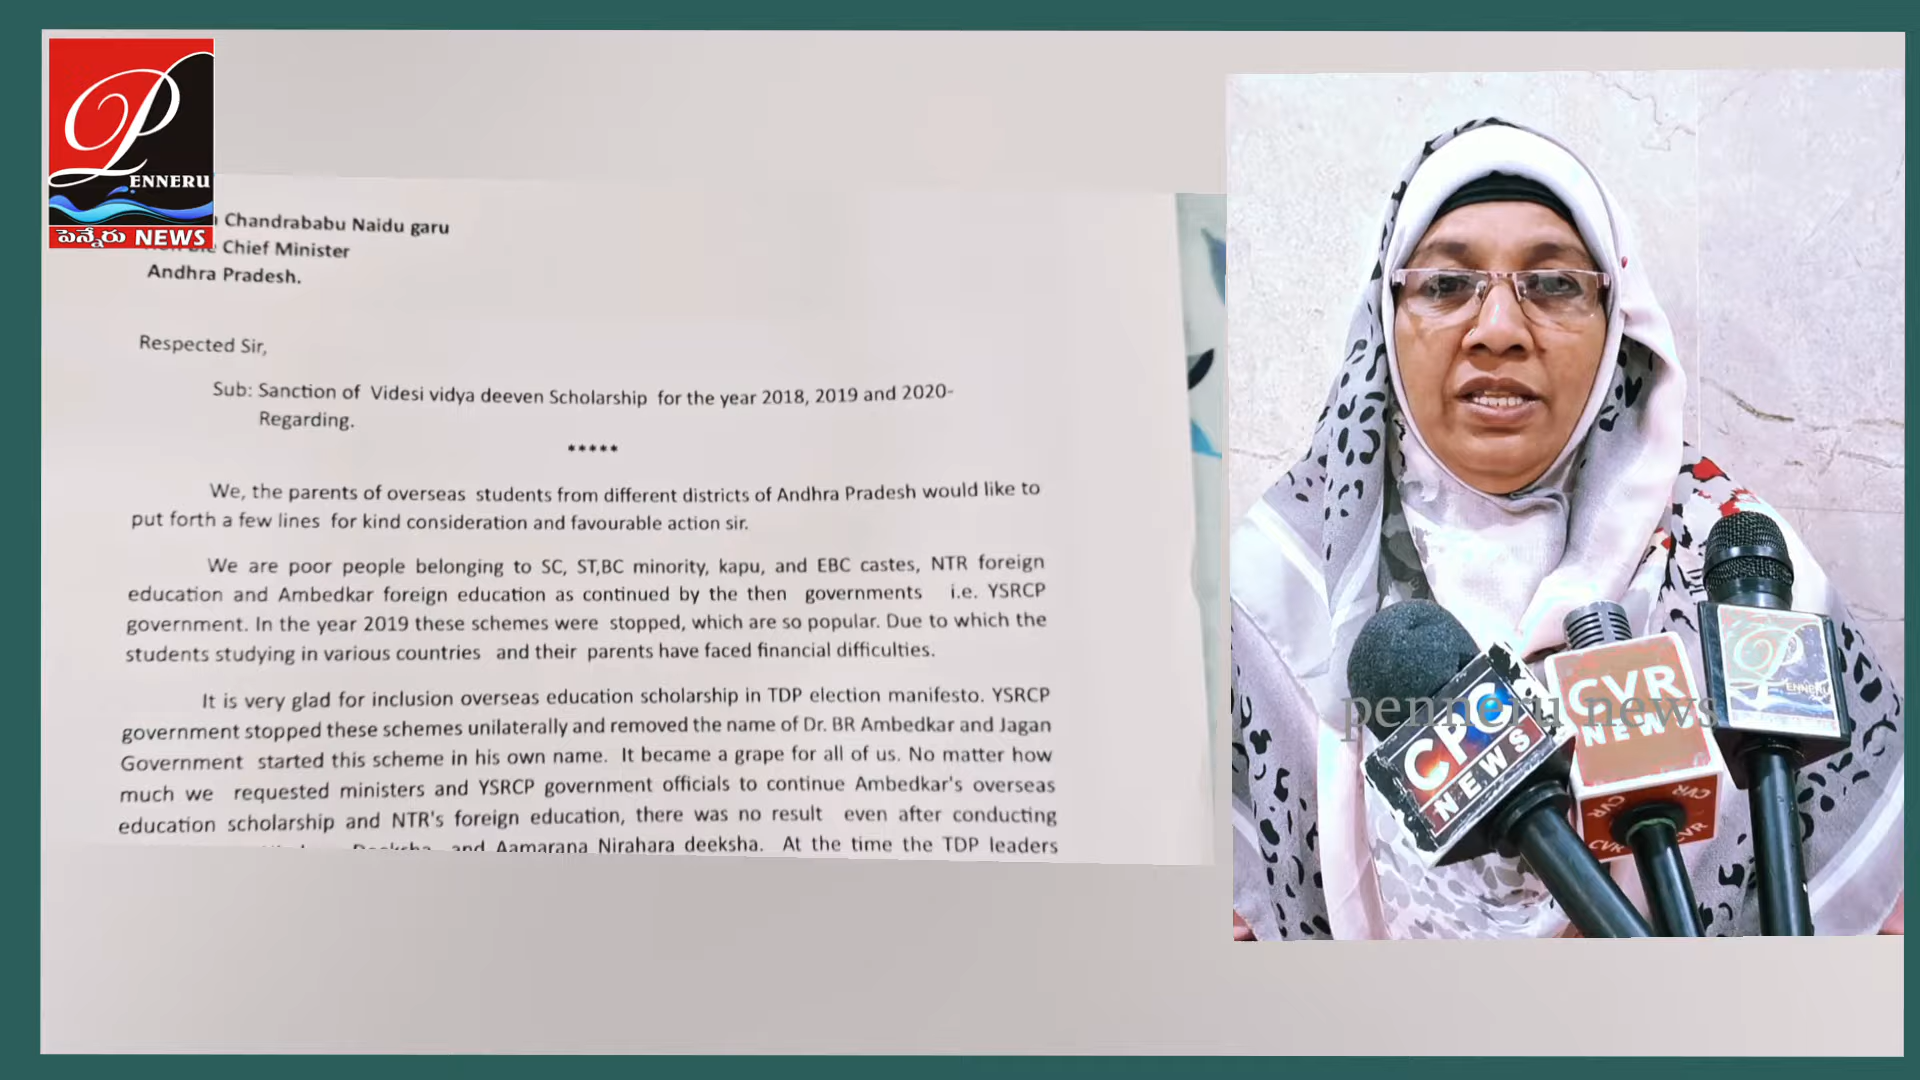 ENNERU
పెన్నేరు NEWS
Chandrababu Naidu garu
Chief Minister
Andhra Pradesh.
Respected Sir,
Sub: Sanction of Videsi vidya deeven Scholarship for the year 2018, 2019 and 2020-
Regarding.
*****
We, the parents of overseas students from different districts of Andhra Pradesh would like to
put forth a few lines for kind consideration and favourable action sir.
We are poor people belonging to SC, ST,BC minority, kapu, and EBC castes, NTR foreign
education and Ambedkar foreign education as continued by the then governments i.e. YSRCP
government. In the year 2019 these schemes were stopped, which are so popular. Due to which the
students studying in various countries and their parents have faced financial difficulties.
It is very glad for inclusion overseas education scholarship in TDP election manifesto. YSRCP
government stopped these schemes unilaterally and removed the name of Dr. BR Ambedkar and Jagan
Government started this scheme in his own name. It became a grape for all of us. No matter how
much we requested ministers and YSRCP government officials to continue Ambedkar's overseas
education scholarship and NTR's foreign education, there was no result even after conducting
and Aamarana Nirahara deeksha. At the time the TDP leaders
penneru news
CPC
NEWS
CVR
NEWS
CVR
CVR
CVR
CVR
ENNERU